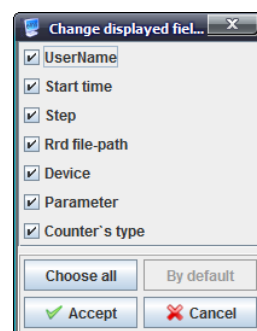 Change displayed fiel... X
UserName
Start time
Step
Rrd file-path
Device
Parameter
Counter`s type
Choose all By default
Accept Cancel